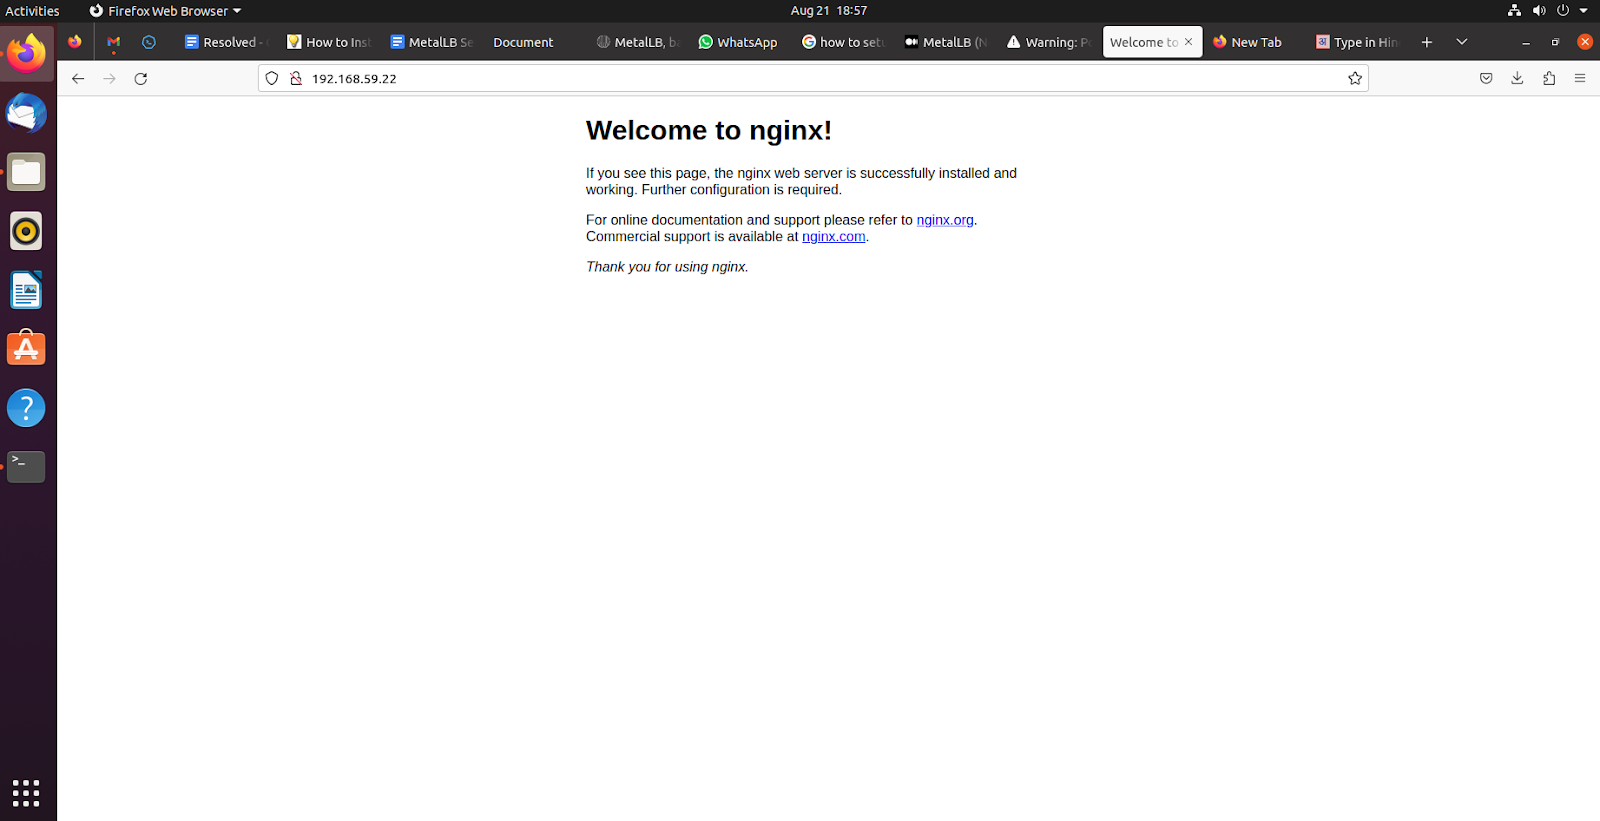 Activities
Firefox Web Browser
Aug 21 18:57
Resolved -
How to Inst
MetalLB Se
Document
MetalLB, ba
WhatsApp
how to setu
MetalLB (N
Warning: Po
Welcome to
New Tab
Type in Hin
192.168.59.22
Welcome to nginx!
If you see this page, the nginx web server is successfully installed and
working. Further configuration is required.
For online documentation and support please refer to nginx.org.
Commercial support is available at nginx.com.
Thank you for using nginx.